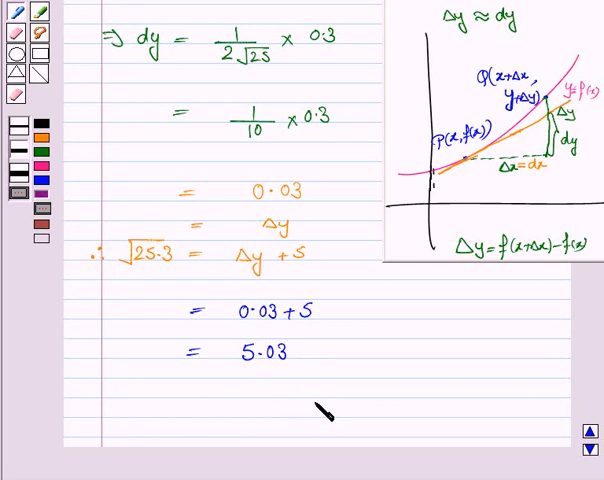 ⇒ dy = 1/(2√25) × 0.3
= 1/10 × 0.3
= 0.03
= Δy
∴ √25.3 = Δy + 5
= 0.03 + 5
= 5.03
Δy ≈ dy
Q(x+Δx, y+Δy)
y=f(x)
P(x, f(x))
Δy
dy
Δx = dx
Δy = f(x+Δx) − f(x)